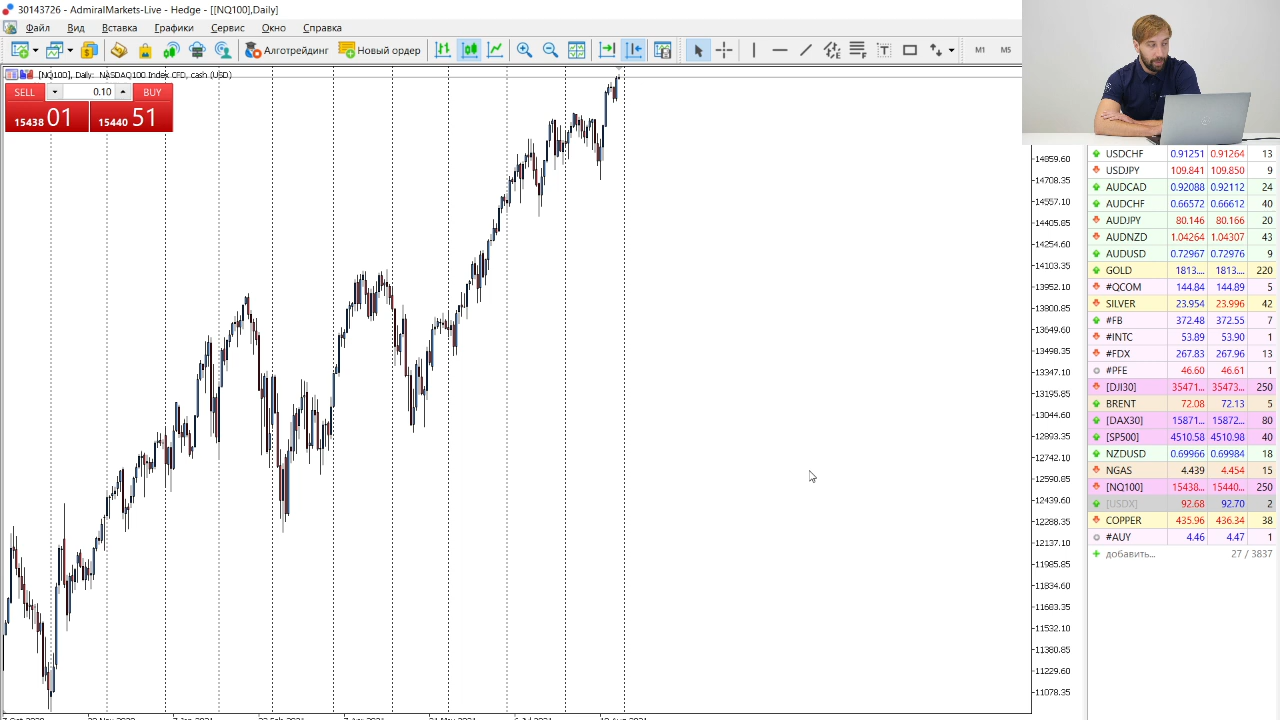 30143726 - AdmiralMarkets-Live - Hedge - [[NQ100],Daily]
Файл Вид Вставка Графики Сервис Окно Справка
Алготрейдинг Новый ордер M1 M5
[NQ100], Daily: NASDAQ100 Index CFD, cash (USD)
SELL 0.10 BUY
15438 01 15440 51
14859.60
14708.35
14557.10
14405.85
14254.60
14103.35
13952.10
13800.85
13649.60
13498.35
13347.10
13195.85
13044.60
12893.35
12742.10
12590.85
12439.60
12288.35
12137.10
11985.85
11834.60
11683.35
11532.10
11380.85
11229.60
11078.35
USDCHF 0.91251 0.91264 13
USDJPY 109.841 109.850 9
AUDCAD 0.92088 0.92112 24
AUDCHF 0.66572 0.66612 40
AUDJPY 80.146 80.166 20
AUDNZD 1.04264 1.04307 43
AUDUSD 0.72967 0.72976 9
GOLD 1813.... 1813.... 220
#QCOM 144.84 144.89 5
SILVER 23.954 23.996 42
#FB 372.48 372.55 7
#INTC 53.89 53.90 1
#FDX 267.83 267.96 13
#PFE 46.60 46.61 1
[DJI30] 35471... 35473... 250
BRENT 72.08 72.13 5
[DAX30] 15871... 15872... 80
[SP500] 4510.58 4510.98 40
NZDUSD 0.69966 0.69984 18
NGAS 4.439 4.454 15
[NQ100] 15438... 15440... 250
[USDX] 92.68 92.70 2
COPPER 435.96 436.34 38
#AUY 4.46 4.47 1
добавить... 27 / 3837